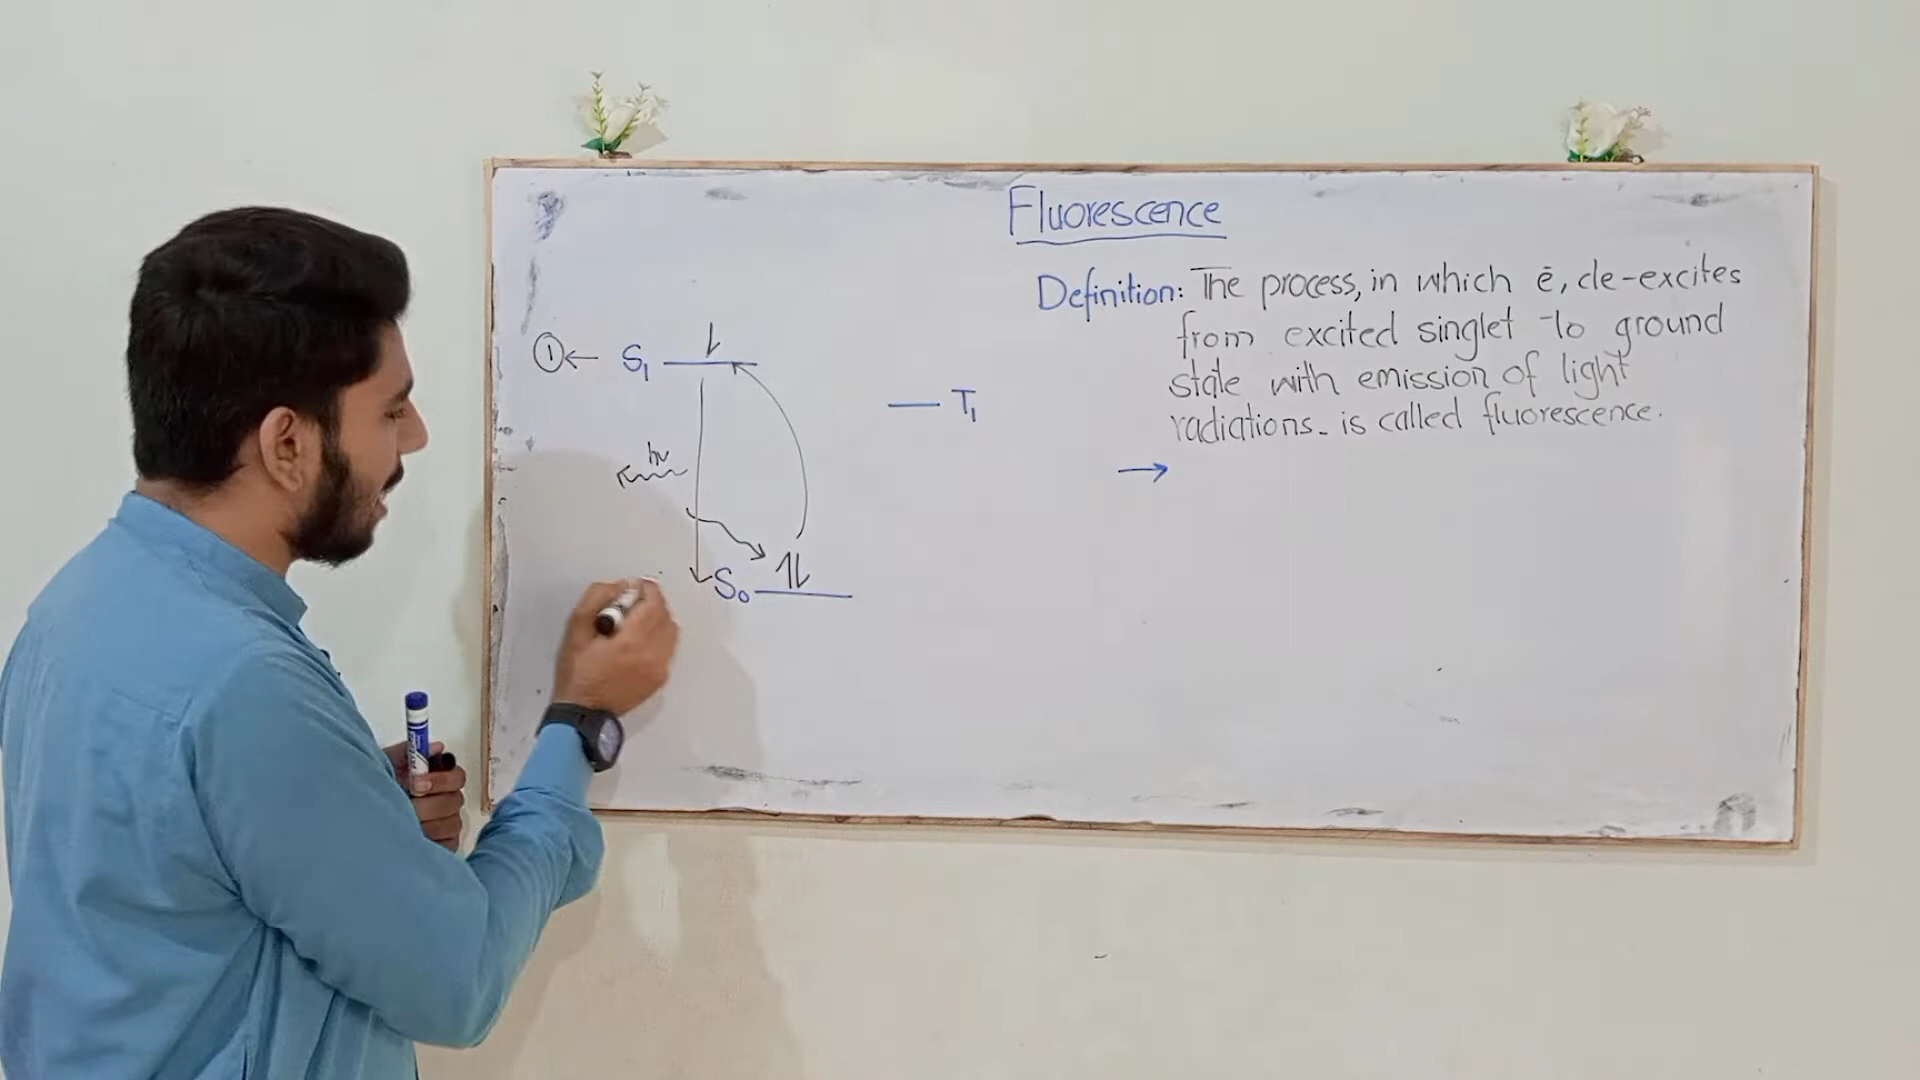 Fluorescence
Definition: The process, in which ē, de-excites
from excited singlet to ground
state with emission of light
radiations. is called fluorescence.
→
① ← S₁
T₁
hν
S₀ ⥮